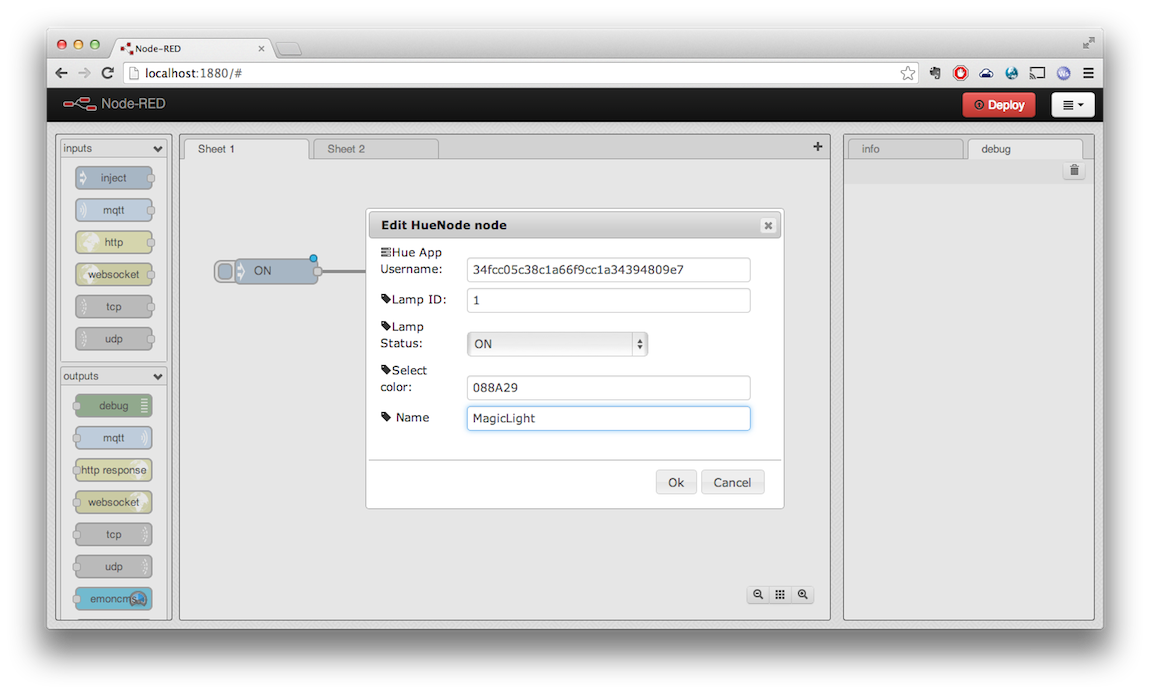 Node-RED
localhost:1880/#
Node-RED
Deploy
inputs
inject
mqtt
http
websocket
tcp
udp
outputs
debug
mqtt
http response
websocket
tcp
udp
emoncms
Sheet 1
Sheet 2
ON
Edit HueNode node
Hue App
Username:
34fcc05c38c1a66f9cc1a34394809e7
Lamp ID:
1
Lamp
Status:
ON
Select
color:
088A29
Name
MagicLight
Ok
Cancel
info
debug